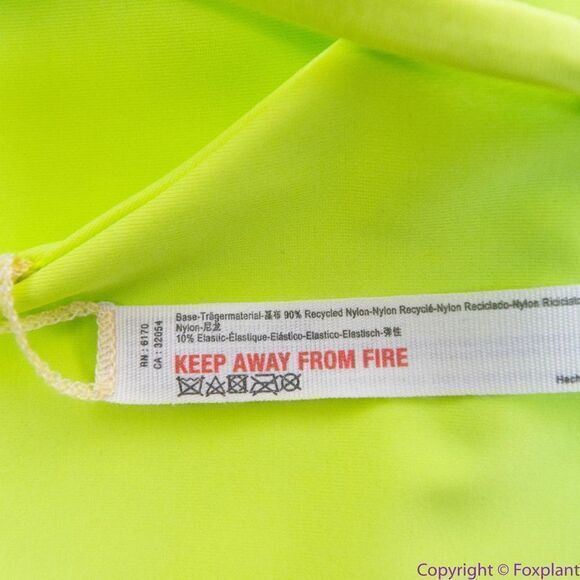 RN: 6170
CA: 32054
Base-Trägermaterial-基布 90% Recycled Nylon-Nylon Recyclé-Nylon Reciclado-Nylon
Nylon-尼龙
10% Elastic-Élastique-Elástico-Elastico-Elastisch-弹性
KEEP AWAY FROM FIRE
Hech
Copyright © Foxplant